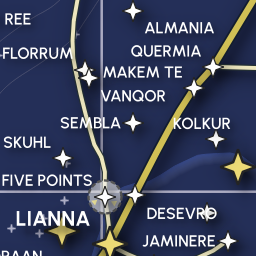 REE
ALMANIA
FLORRUM
QUERMIA
MAKEM TE
VANQOR
SEMBLA
KOLKUR
SKUHL
FIVE POINTS
LIANNA
DESEVRO
JAMINERE